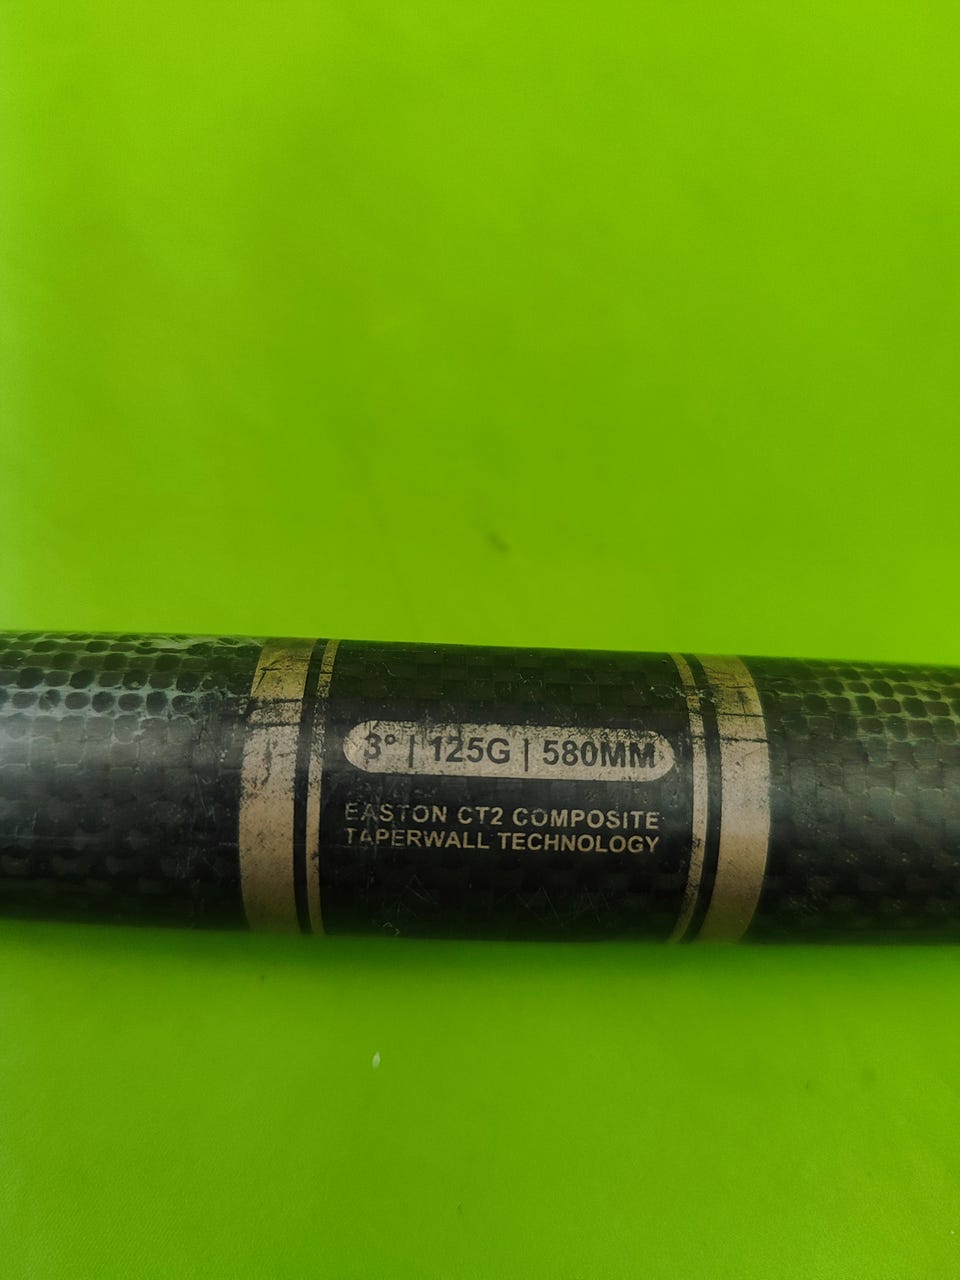 3° | 125G | 580MM
EASTON CT2 COMPOSITE
TAPERWALL TECHNOLOGY